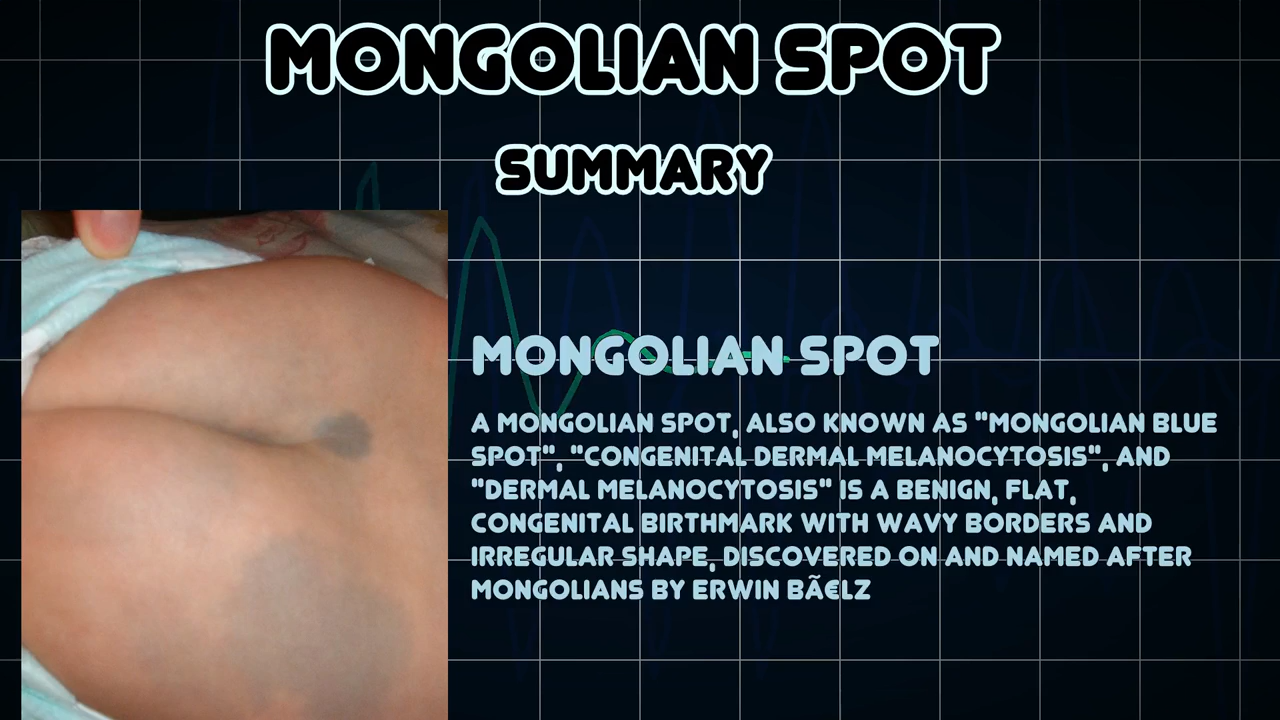 MONGOLIAN SPOT
SUMMARY
MONGOLIAN SPOT
A MONGOLIAN SPOT, ALSO KNOWN AS "MONGOLIAN BLUE
SPOT", "CONGENITAL DERMAL MELANOCYTOSIS", AND
"DERMAL MELANOCYTOSIS" IS A BENIGN, FLAT,
CONGENITAL BIRTHMARK WITH WAVY BORDERS AND
IRREGULAR SHAPE, DISCOVERED ON AND NAMED AFTER
MONGOLIANS BY ERWIN BÃ€LZ